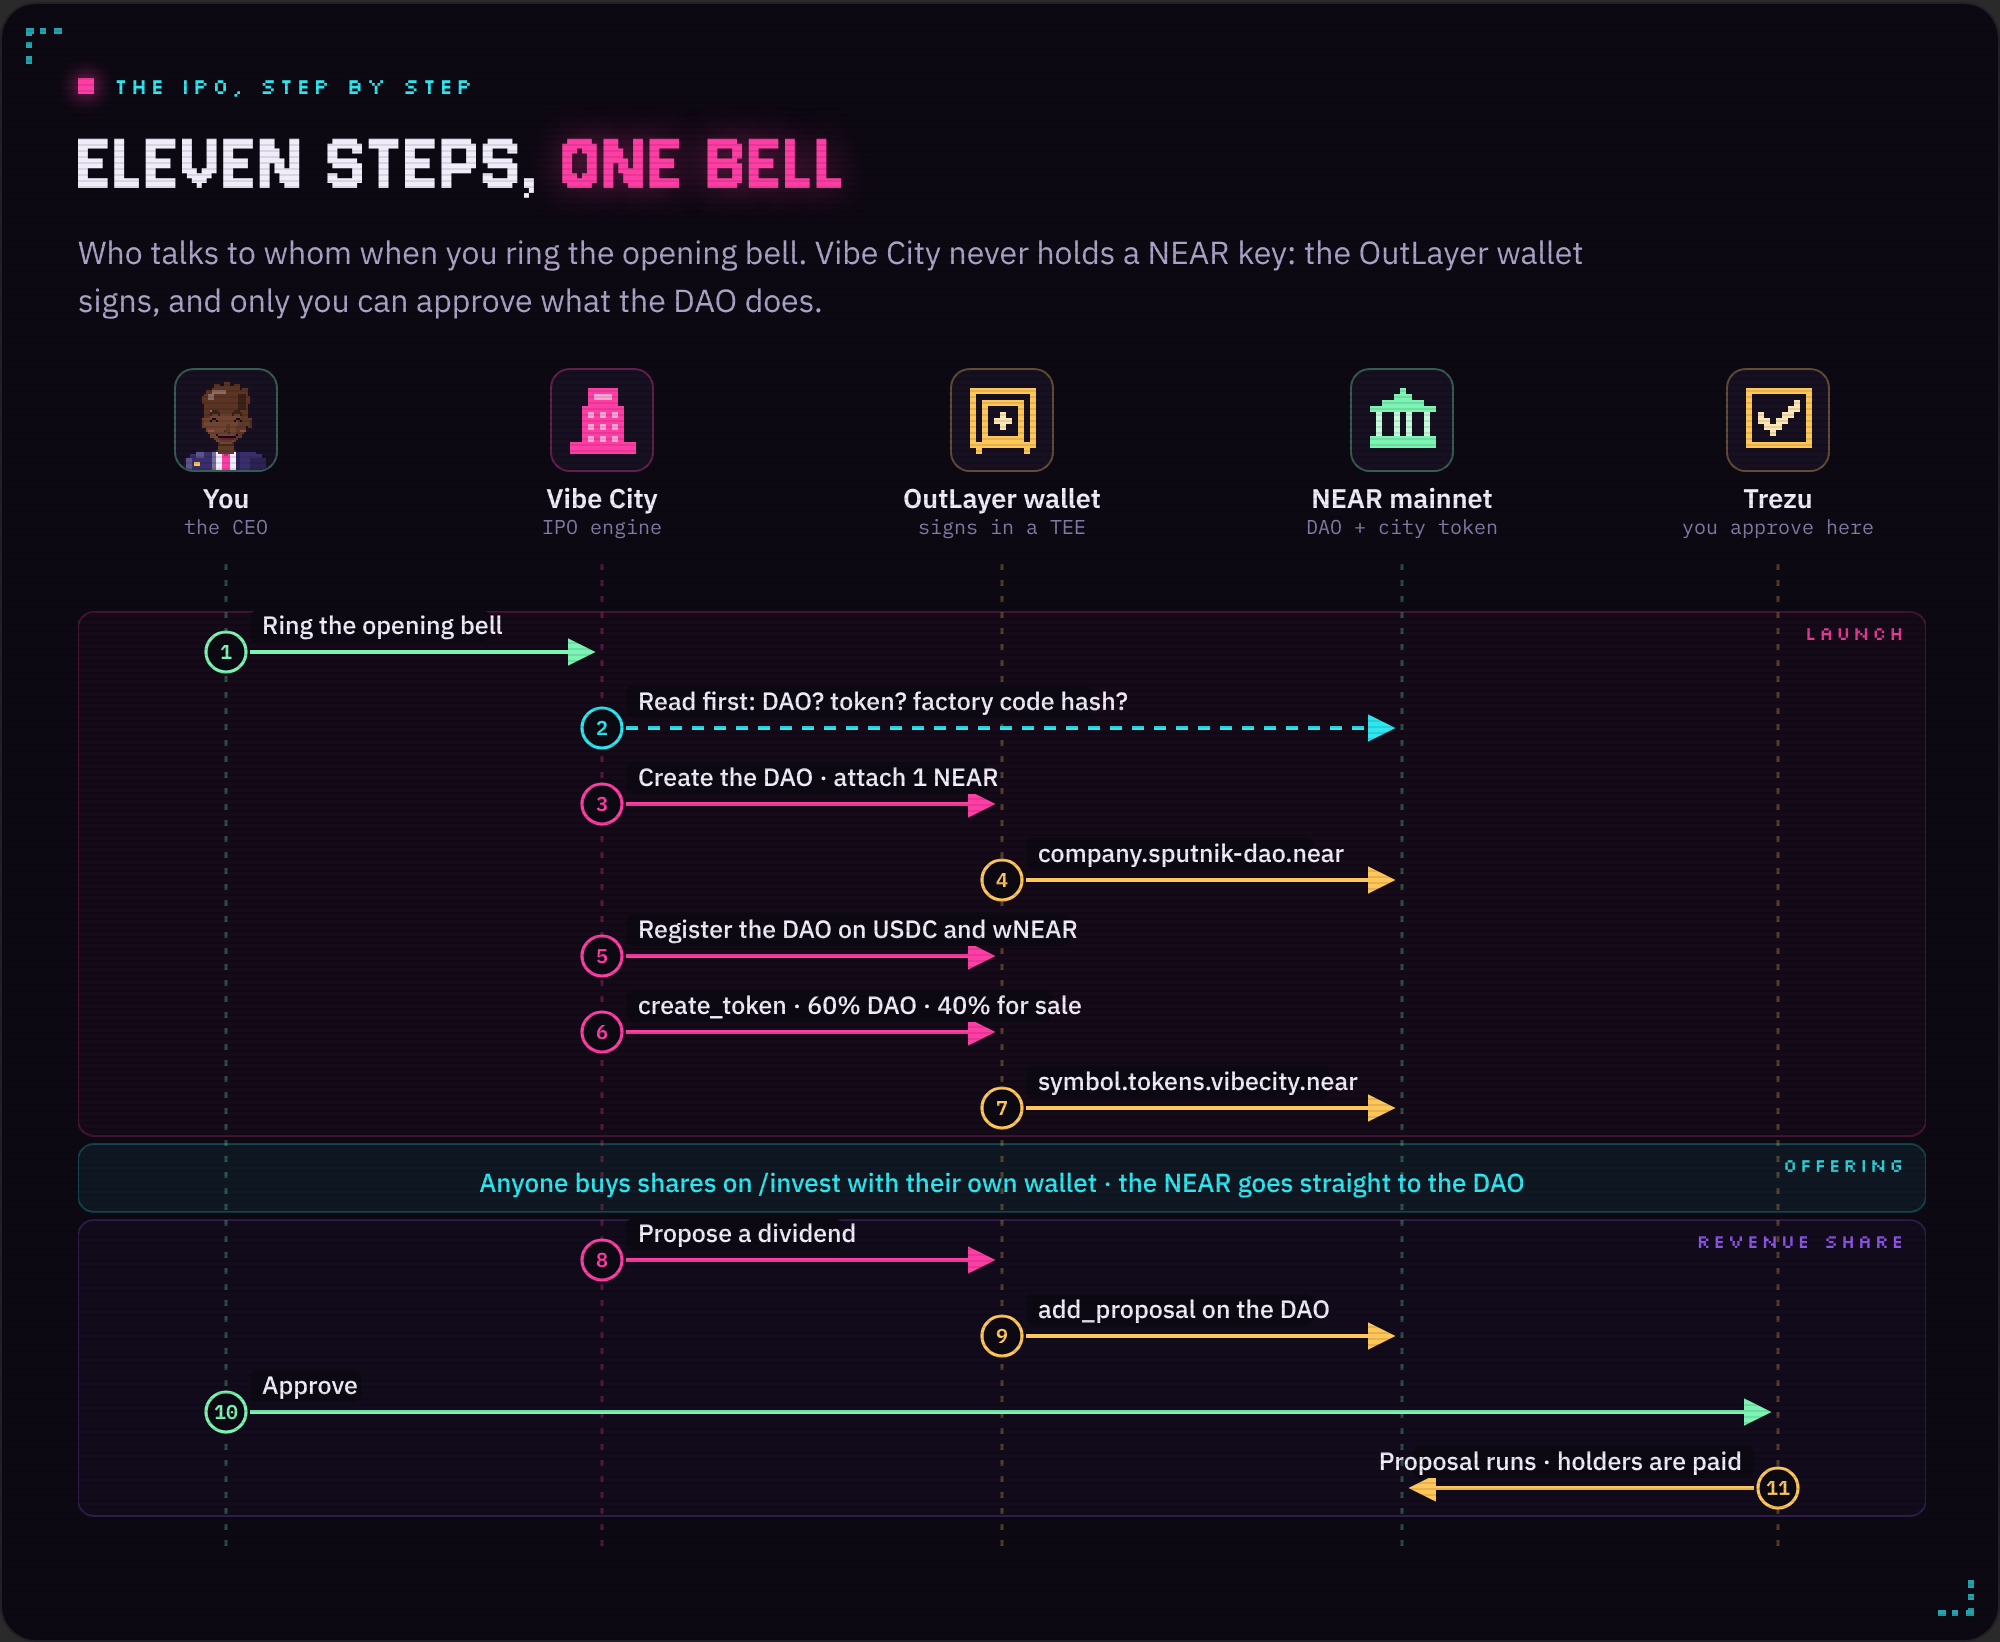 THE IPO, STEP BY STEP
ELEVEN STEPS, ONE BELL
Who talks to whom when you ring the opening bell. Vibe City never holds a NEAR key: the OutLayer wallet
signs, and only you can approve what the DAO does.
You
the CEO
Vibe City
IPO engine
OutLayer wallet
signs in a TEE
NEAR mainnet
DAO + city token
Trezu
you approve here
LAUNCH
1 Ring the opening bell
2 Read first: DAO? token? factory code hash?
3 Create the DAO · attach 1 NEAR
4 company.sputnik-dao.near
5 Register the DAO on USDC and wNEAR
6 create_token · 60% DAO · 40% for sale
7 symbol.tokens.vibecity.near
OFFERING
Anyone buys shares on /invest with their own wallet · the NEAR goes straight to the DAO
REVENUE SHARE
8 Propose a dividend
9 add_proposal on the DAO
10 Approve
Proposal runs · holders are paid 11